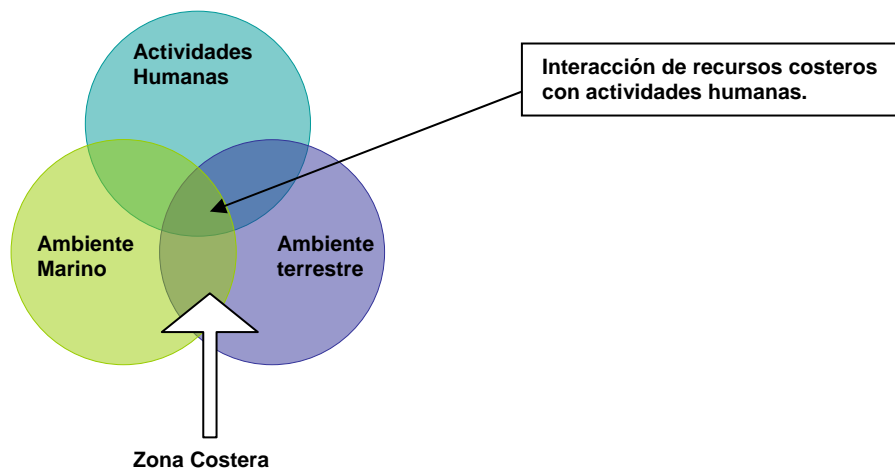 Actividades
Humanas
Interacción de recursos costeros
con actividades humanas.
Ambiente
Marino
Ambiente
terrestre
Zona Costera